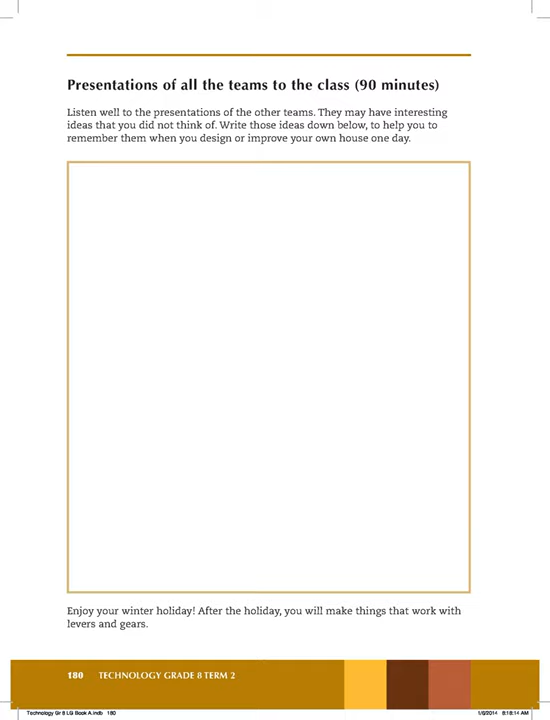 Presentations of all the teams to the class (90 minutes)
Listen well to the presentations of the other teams. They may have interesting
ideas that you did not think of. Write those ideas down below, to help you to
remember them when you design or improve your own house one day.
Enjoy your winter holiday! After the holiday, you will make things that work with
levers and gears.
180 TECHNOLOGY GRADE 8 TERM 2
Technology Gr 8 LG Book A.indb 180 1/9/2014 8:18:14 AM